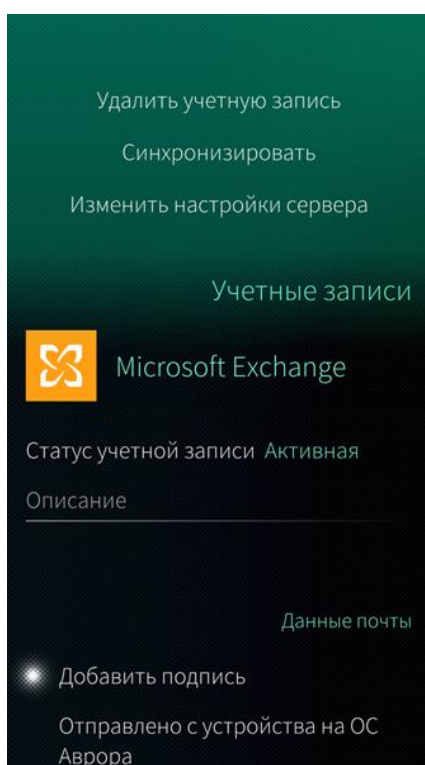 Удалить учетную запись
Синхронизировать
Изменить настройки сервера
Учетные записи
Microsoft Exchange
Статус учетной записи Активная
Описание
Данные почты
Добавить подпись
Отправлено с устройства на ОС
Аврора